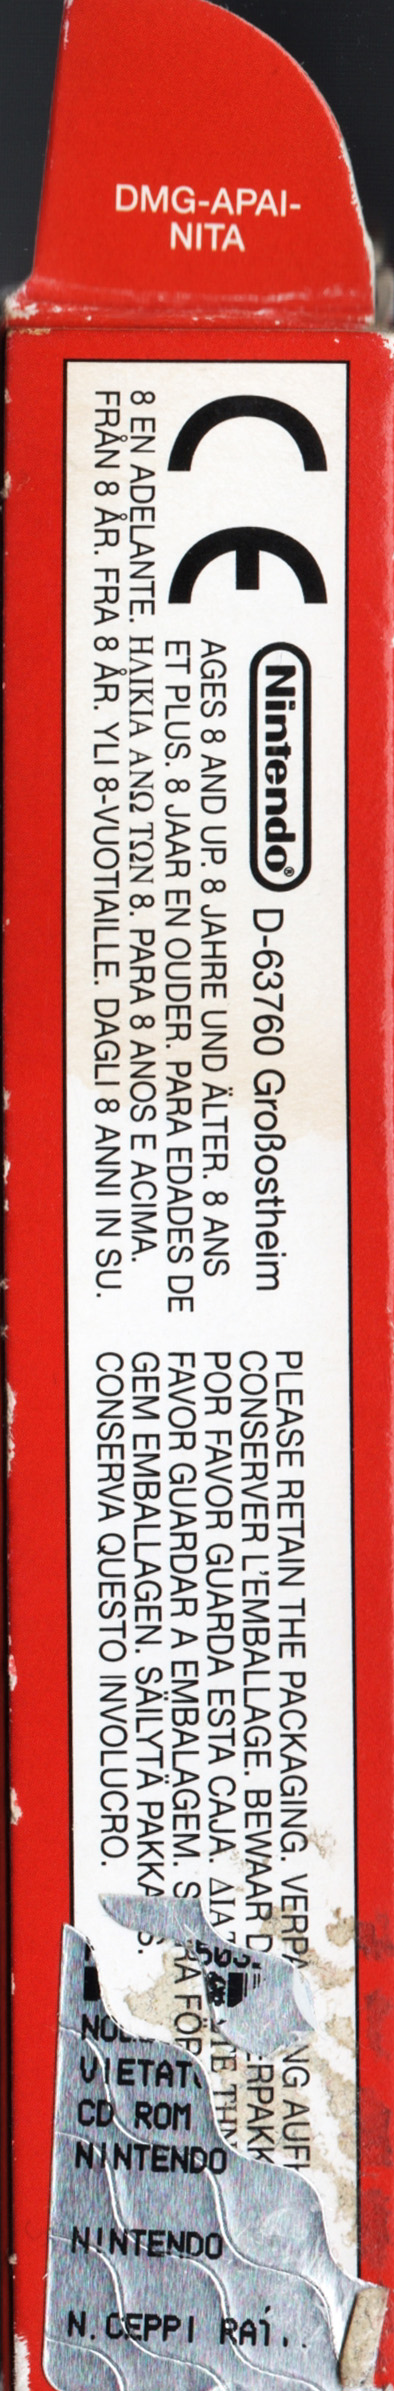 DMG-APAI-
NITA
CE
Nintendo® D-63760 Großostheim
AGES 8 AND UP. 8 JAHRE UND ÄLTER. 8 ANS
ET PLUS. 8 JAAR EN OUDER. PARA EDADES DE
8 EN ADELANTE. ΗΛΙΚΙΑ ΑΝΩ ΤΩΝ 8. PARA 8 ANOS E ACIMA.
FRÅN 8 ÅR. FRA 8 ÅR. YLI 8-VUOTIAILLE. DAGLI 8 ANNI IN SU.
PLEASE RETAIN THE PACKAGING.
CONSERVER L'EMBALLAGE. BEWAAR
POR FAVOR GUARDA ESTA CAJA.
FAVOR GUARDAR A EMBALAGEM.
GEM EMBALLAGEN. SÄILYTÄ
CONSERVA QUESTO INVOLUCRO.
CD ROM
NINTENDO
NINTENDO
N. CEPPI